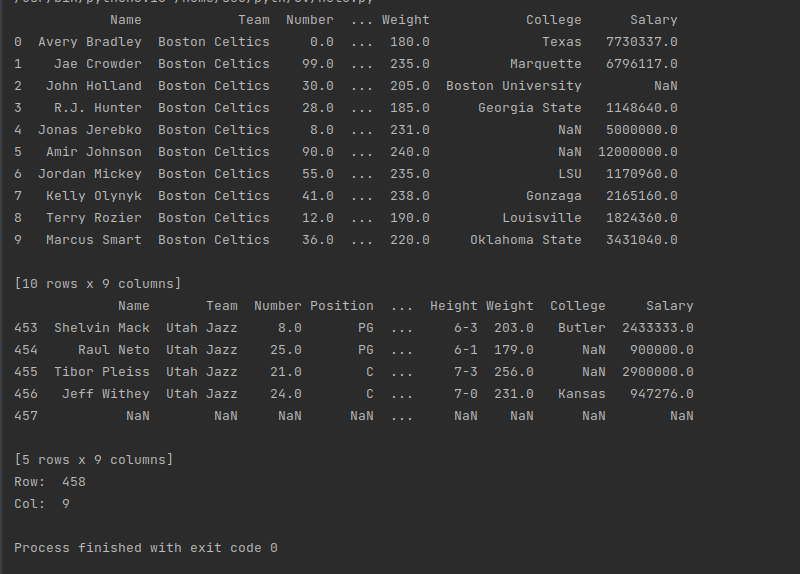 Name Team Number ... Weight College Salary
0 Avery Bradley Boston Celtics 0.0 ... 180.0 Texas 7730337.0
1 Jae Crowder Boston Celtics 99.0 ... 235.0 Marquette 6796117.0
2 John Holland Boston Celtics 30.0 ... 205.0 Boston University NaN
3 R.J. Hunter Boston Celtics 28.0 ... 185.0 Georgia State 1148640.0
4 Jonas Jerebko Boston Celtics 8.0 ... 231.0 NaN 5000000.0
5 Amir Johnson Boston Celtics 90.0 ... 240.0 NaN 12000000.0
6 Jordan Mickey Boston Celtics 55.0 ... 235.0 LSU 1170960.0
7 Kelly Olynyk Boston Celtics 41.0 ... 238.0 Gonzaga 2165160.0
8 Terry Rozier Boston Celtics 12.0 ... 190.0 Louisville 1824360.0
9 Marcus Smart Boston Celtics 36.0 ... 220.0 Oklahoma State 3431040.0
[10 rows x 9 columns]
Name Team Number Position ... Height Weight College Salary
453 Shelvin Mack Utah Jazz 8.0 PG ... 6-3 203.0 Butler 2433333.0
454 Raul Neto Utah Jazz 25.0 PG ... 6-1 179.0 NaN 900000.0
455 Tibor Pleiss Utah Jazz 21.0 C ... 7-3 256.0 NaN 2900000.0
456 Jeff Withey Utah Jazz 24.0 C ... 7-0 231.0 Kansas 947276.0
457 NaN NaN NaN NaN ... NaN NaN NaN NaN
[5 rows x 9 columns]
Row: 458
Col: 9
Process finished with exit code 0